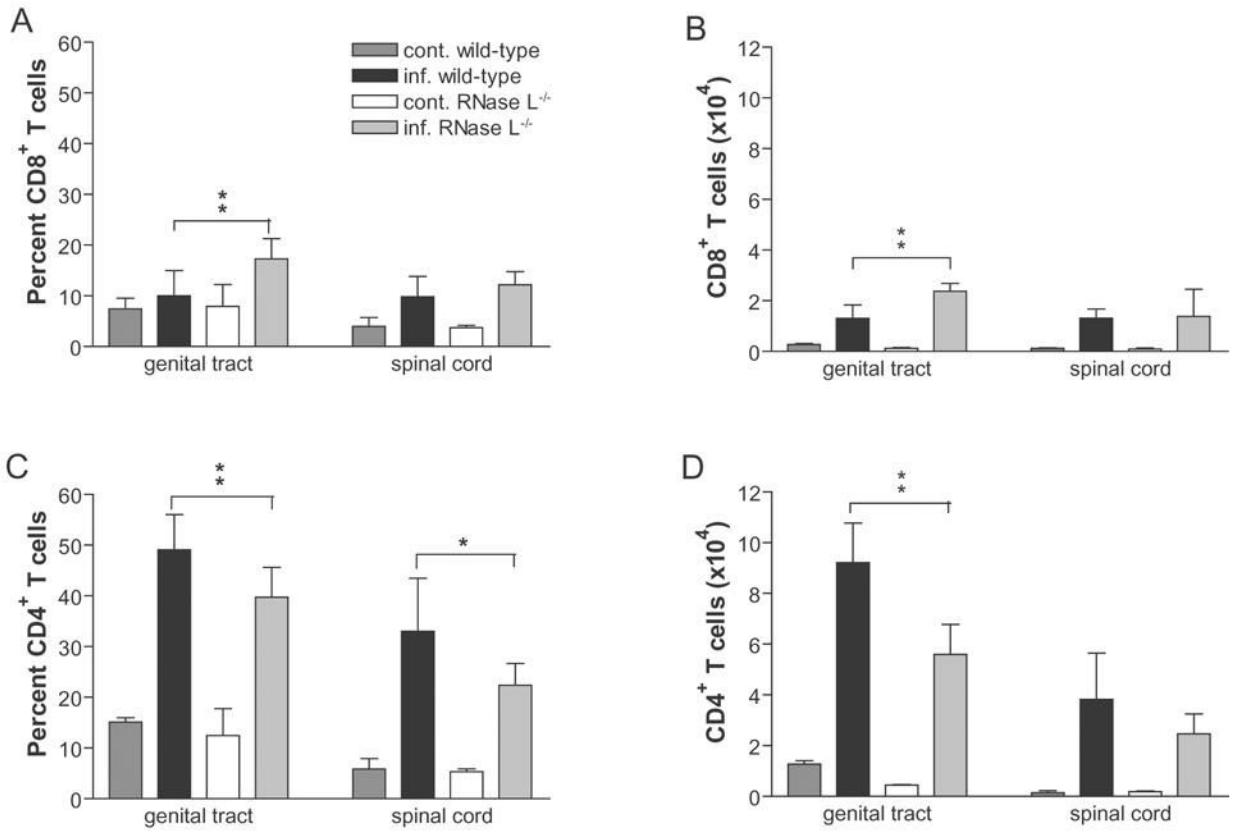 A
Percent CD8+ T cells
60
50
40
30
20
10
0
cont. wild-type
inf. wild-type
cont. RNase L-/-
inf. RNase L-/-
**
genital tract
spinal cord
B
CD8+ T cells (x10^4)
12
10
8
6
4
2
0
**
genital tract
spinal cord
C
Percent CD4+ T cells
60
50
40
30
20
10
0
**
*
genital tract
spinal cord
D
CD4+ T cells (x10^4)
12
10
8
6
4
2
0
**
genital tract
spinal cord